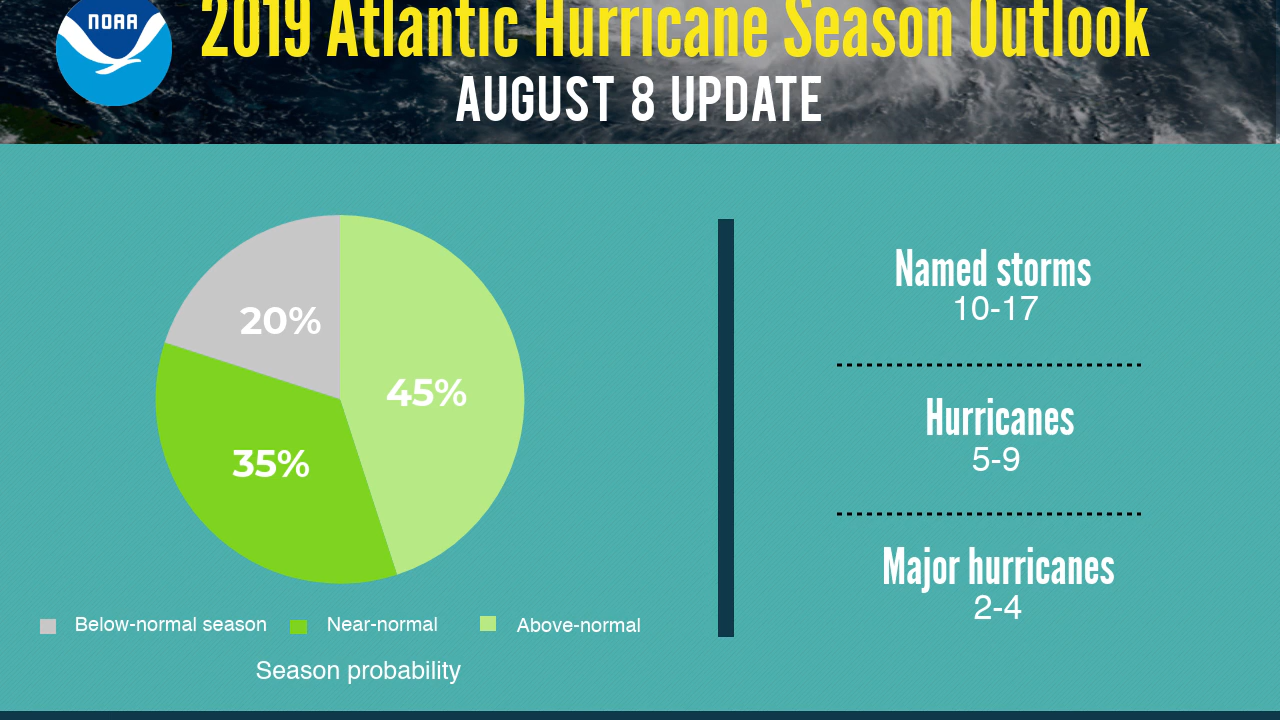 NOAA
2019 Atlantic Hurricane Season Outlook
AUGUST 8 UPDATE
20%
45%
35%
Below-normal season
Near-normal
Above-normal
Season probability
Named storms
10-17
Hurricanes
5-9
Major hurricanes
2-4